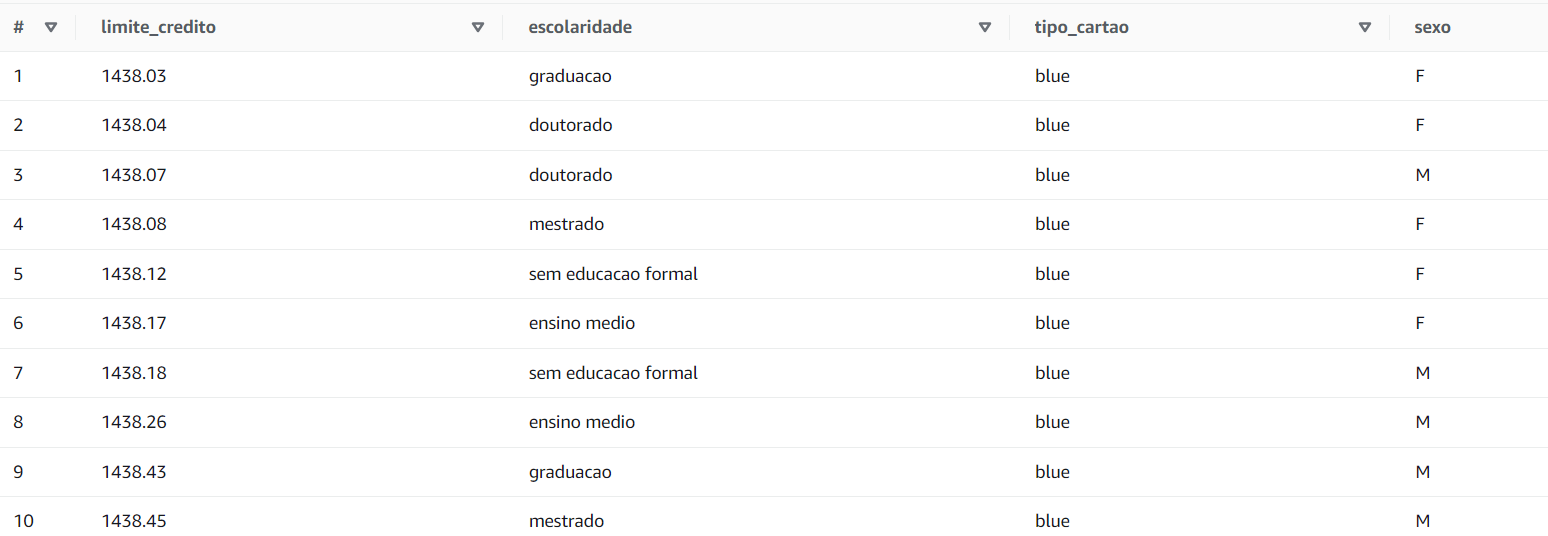 # limite_credito escolaridade tipo_cartao sexo
1 1438.03 graduacao blue F
2 1438.04 doutorado blue F
3 1438.07 doutorado blue M
4 1438.08 mestrado blue F
5 1438.12 sem educacao formal blue F
6 1438.17 ensino medio blue F
7 1438.18 sem educacao formal blue M
8 1438.26 ensino medio blue M
9 1438.43 graduacao blue M
10 1438.45 mestrado blue M